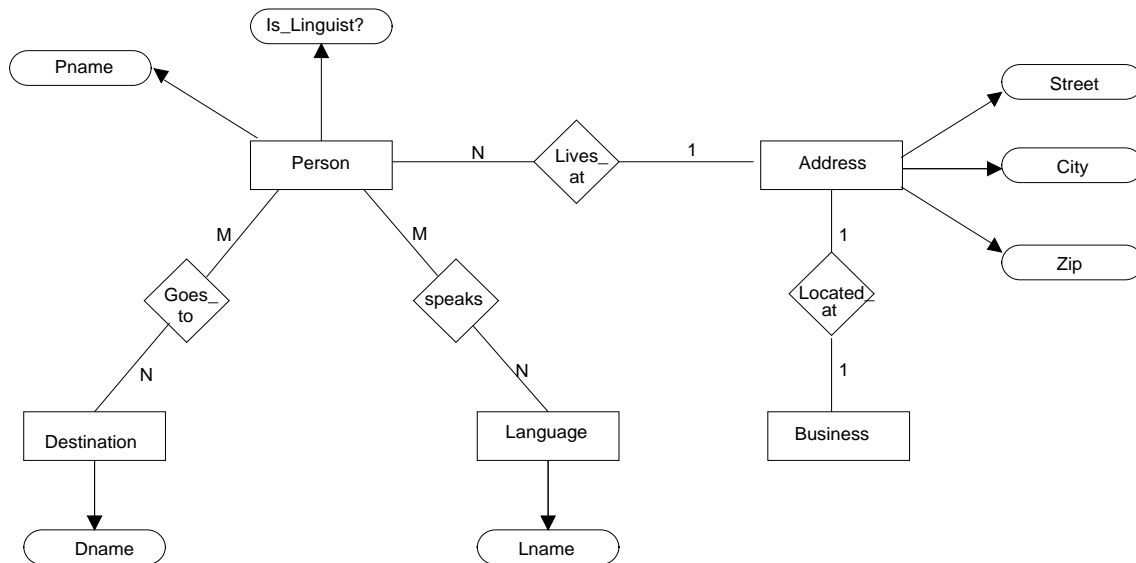 Is_Linguist?
Pname
Street
Person
N
Lives_
at
1
Address
City
M
M
1
Zip
Goes_
to
speaks
Located_
at
N
N
1
Destination
Language
Business
Dname
Lname